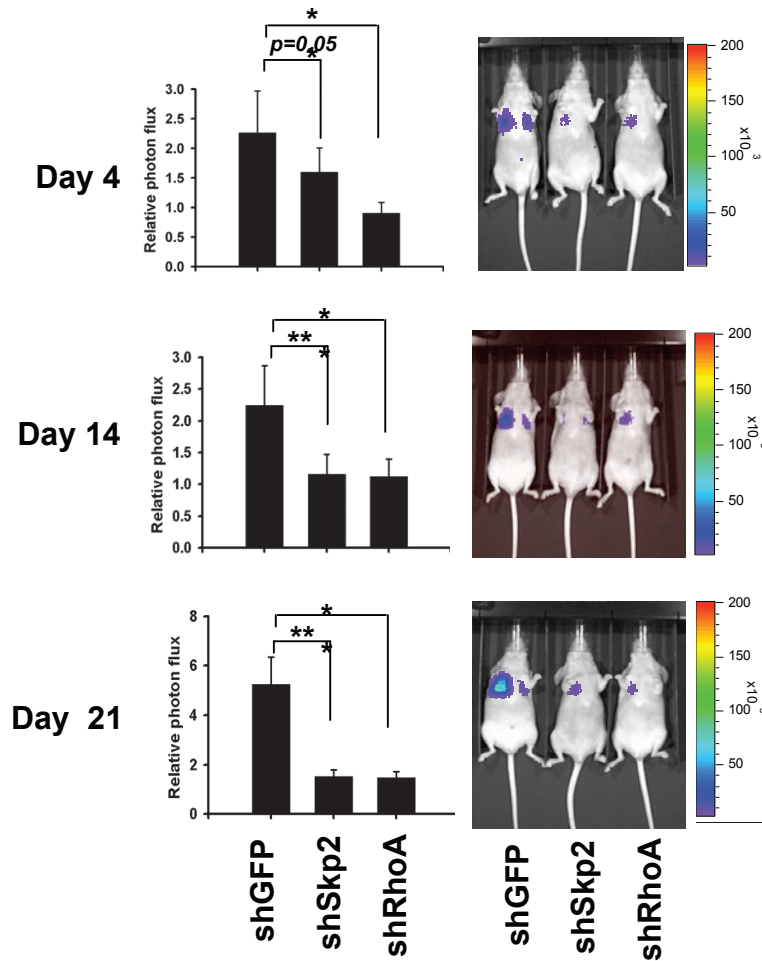 *
p=0.05
*
Day 4
Relative photon flux
3.0
2.5
2.0
1.5
1.0
0.5
0.0
200
150
100
50
x10
3
*
**
*
Day 14
Relative photon flux
3.0
2.5
2.0
1.5
1.0
0.5
0.0
200
150
100
50
x10
*
**
*
Day 21
Relative photon flux
8
6
4
2
0
200
150
100
50
x10
shGFP
shSkp2
shRhoA
shGFP
shSkp2
shRhoA